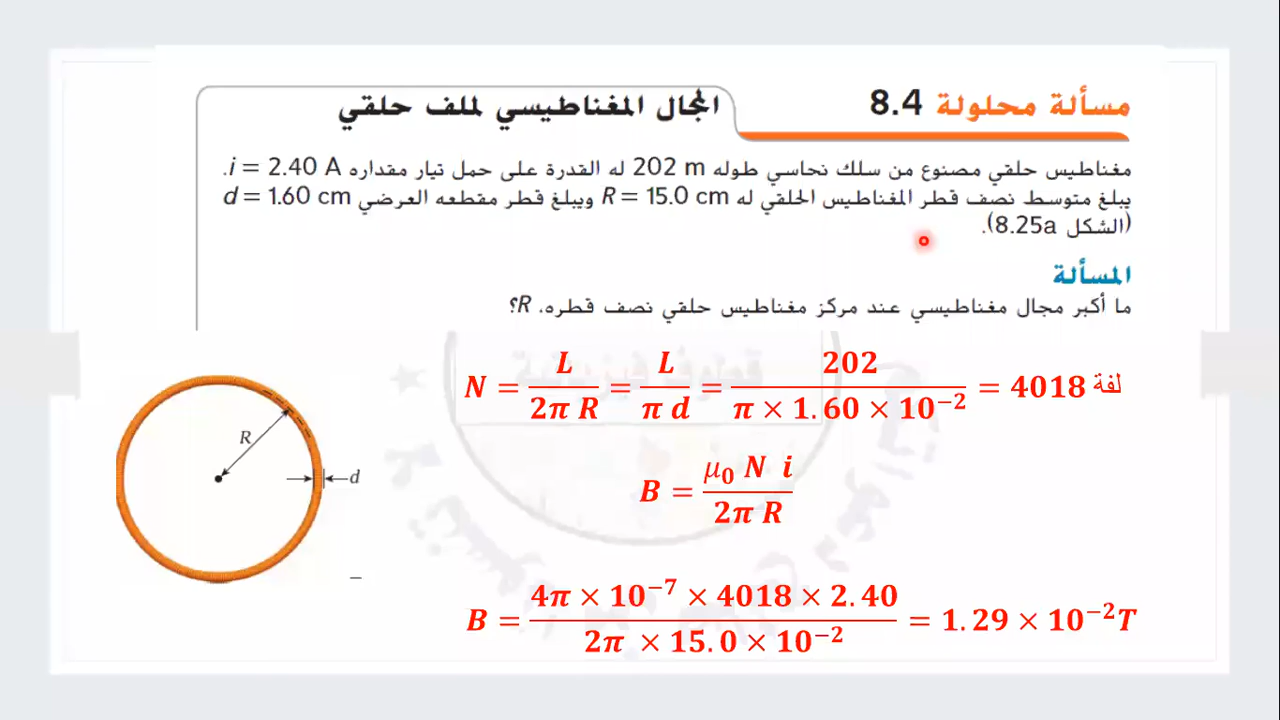 مسألة محلولة 8.4
المجال المغناطيسي لملف حلقي
مغناطيس حلقي مصنوع من سلك نحاسي طوله 202 m له القدرة على حمل تيار مقداره i = 2.40 A.
يبلغ متوسط نصف قطر المغناطيس الحلقي له R = 15.0 cm ويبلغ قطر مقطعه العرضي d = 1.60 cm
(الشكل 8.25a).
المسألة
ما أكبر مجال مغناطيسي عند مركز مغناطيس حلقي نصف قطره. R؟
N = L / 2π R = L / π d = 202 / π × 1.60 × 10⁻² = 4018 لفة
R
d
B = μ₀ N i / 2π R
B = 4π × 10⁻⁷ × 4018 × 2.40 / 2π × 15.0 × 10⁻² = 1.29 × 10⁻² T